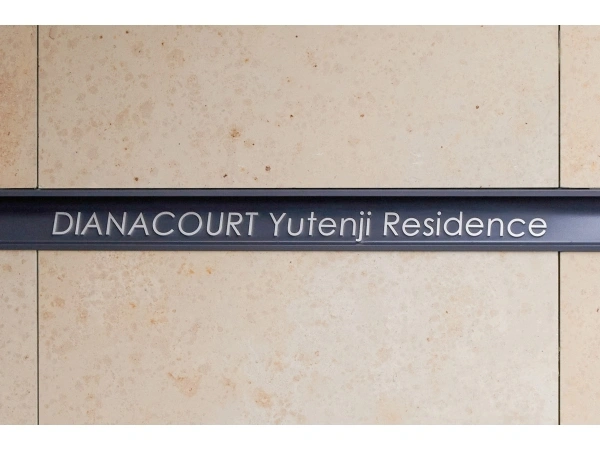 DIANACOURT Yutenji Residence